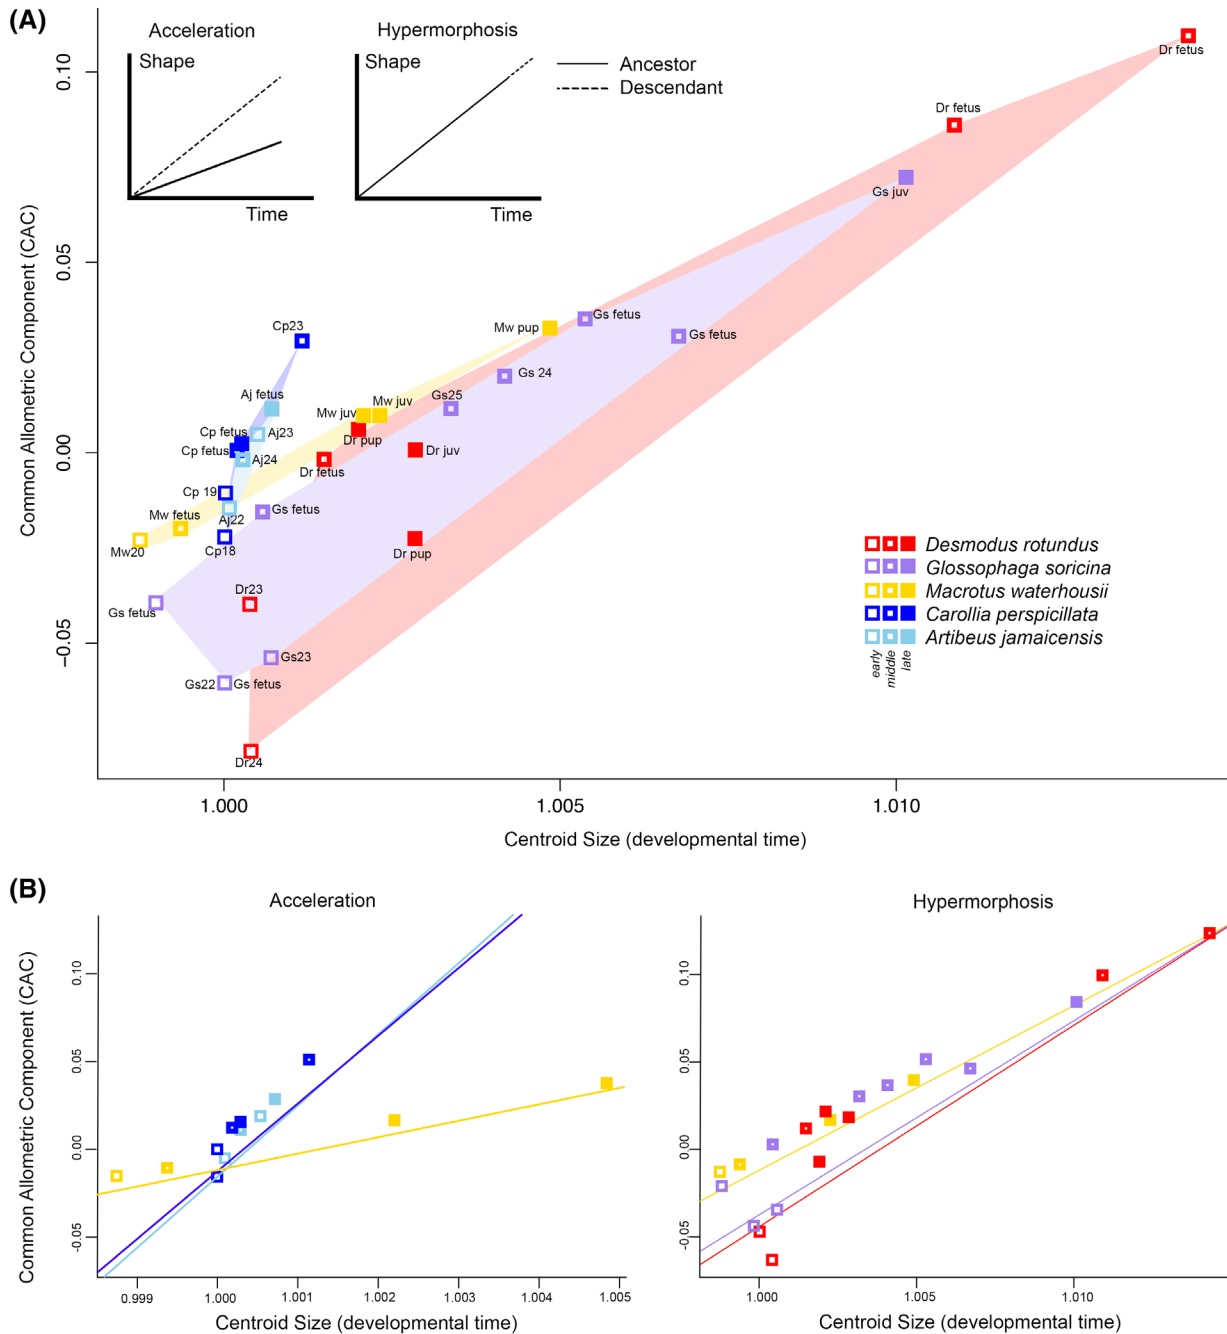 (A)
Acceleration
Hypermorphosis
Shape
Shape
Ancestor
Descendant
Time
Time
Common Allometric Component (CAC)
0.10
0.05
0.00
−0.05
Dr fetus
Dr fetus
Gs juv
Gs fetus
Mw pup
Gs fetus
Cp23
Gs 24
Aj fetus
Mw juv
Mw juv
Gs25
Cp fetus
Aj23
Dr pup
Cp fetus
Aj24
Dr juv
Dr fetus
Cp 19
Mw fetus
Aj22
Gs fetus
Mw20
Cp18
Dr pup
Dr23
Gs fetus
Gs23
Gs22
Gs fetus
Dr24
Desmodus rotundus
Glossophaga soricina
Macrotus waterhousii
Carollia perspicillata
Artibeus jamaicensis
early
middle
late
1.000
1.005
1.010
Centroid Size (developmental time)
(B)
Acceleration
Common Allometric Component (CAC)
0.10
0.05
0.00
-0.05
0.999
1.000
1.001
1.002
1.003
1.004
1.005
Centroid Size (developmental time)
Hypermorphosis
0.10
0.05
0.00
-0.05
1.000
1.005
1.010
Centroid Size (developmental time)